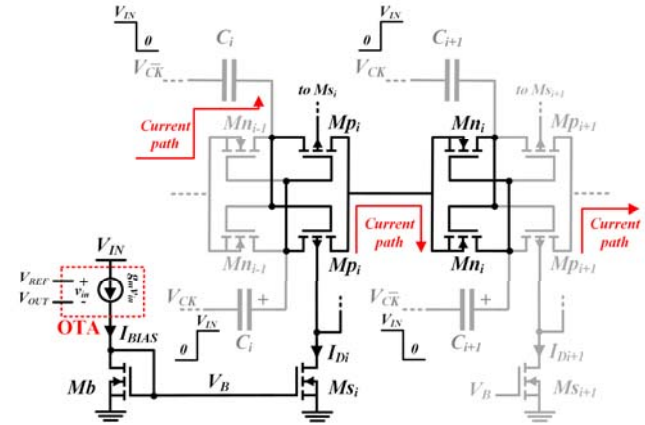 V_IN
0
C_i
V_CK̅
to Ms_i
Current path
Mn_i-1
Mp_i
V_IN
0
C_i+1
V_CK
to Ms_i+1
Mn_i
Mp_i+1
Current path
Current path
Mn_i-1
Mp_i
Mn_i
Mp_i+1
V_IN
V_REF
V_OUT
+
v_in
-
g_m v_in
OTA
I_BIAS
V_CK
+
C_i
V_IN
0
V_CK̅
+
C_i+1
V_IN
0
I_Di
I_Di+1
Mb
V_B
Ms_i
V_B
Ms_i+1